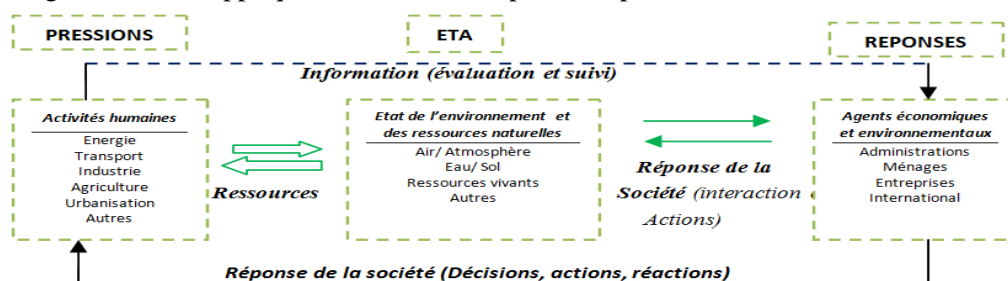 PRESSIONS
ETA
REPONSES
Information (évaluation et suivi)
Activités humaines
Energie
Transport
Industrie
Agriculture
Urbanisation
Autres
Ressources
Etat de l'environnement et
des ressources naturelles
Air/ Atmosphère
Eau/ Sol
Ressources vivants
Autres
Réponse de la
Société (interaction
Actions)
Agents économiques
et environnementaux
Administrations
Ménages
Entreprises
International
Réponse de la société (Décisions, actions, réactions)